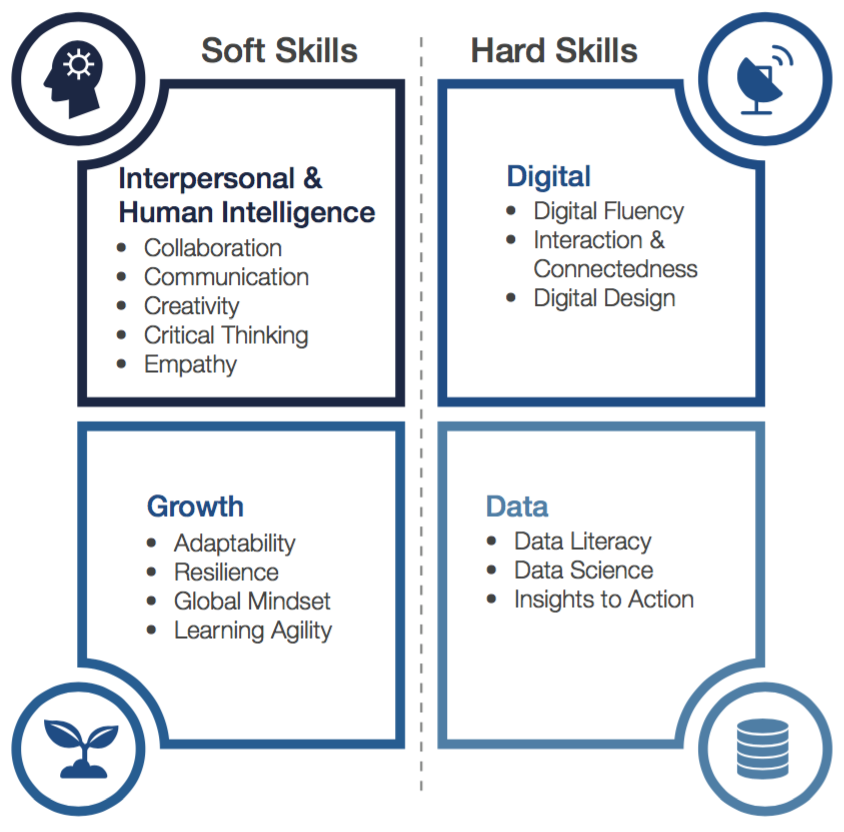 Soft Skills
Hard Skills
Interpersonal &
Human Intelligence
• Collaboration
• Communication
• Creativity
• Critical Thinking
• Empathy
Digital
• Digital Fluency
• Interaction &
Connectedness
• Digital Design
Growth
• Adaptability
• Resilience
• Global Mindset
• Learning Agility
Data
• Data Literacy
• Data Science
• Insights to Action